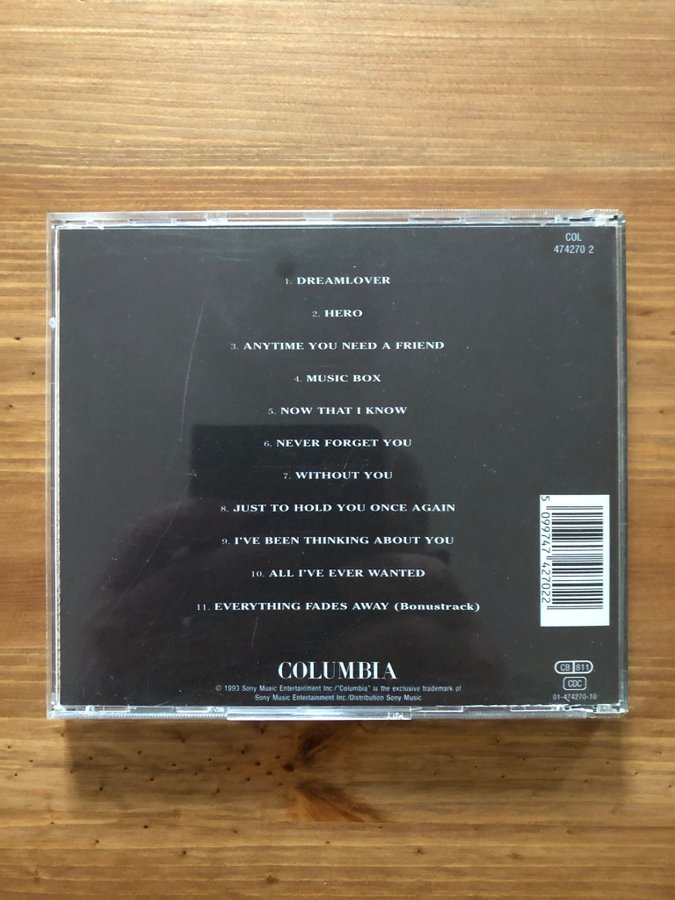 COL
474270 2
1. DREAMLOVER
2. HERO
3. ANYTIME YOU NEED A FRIEND
4. MUSIC BOX
5. NOW THAT I KNOW
6. NEVER FORGET YOU
7. WITHOUT YOU
8. JUST TO HOLD YOU ONCE AGAIN
9. I'VE BEEN THINKING ABOUT YOU
10. ALL I'VE EVER WANTED
11. EVERYTHING FADES AWAY (Bonustrack)
5 099747 427022
COLUMBIA
© 1993 Sony Music Entertainment Inc./"Columbia" is the exclusive trademark of
Sony Music Entertainment Inc./Distribution Sony Music
CB 811
CDC
01-474270-10